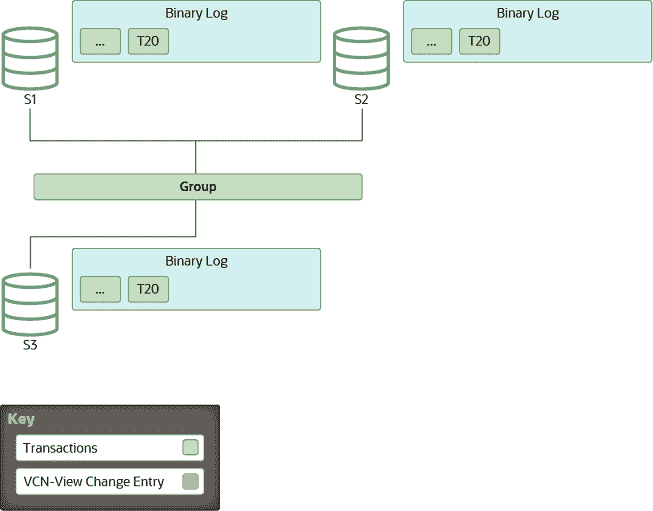 Binary Log
... T20
S1
Binary Log
... T20
S2
Group
Binary Log
... T20
S3
Key
Transactions
VCN-View Change Entry